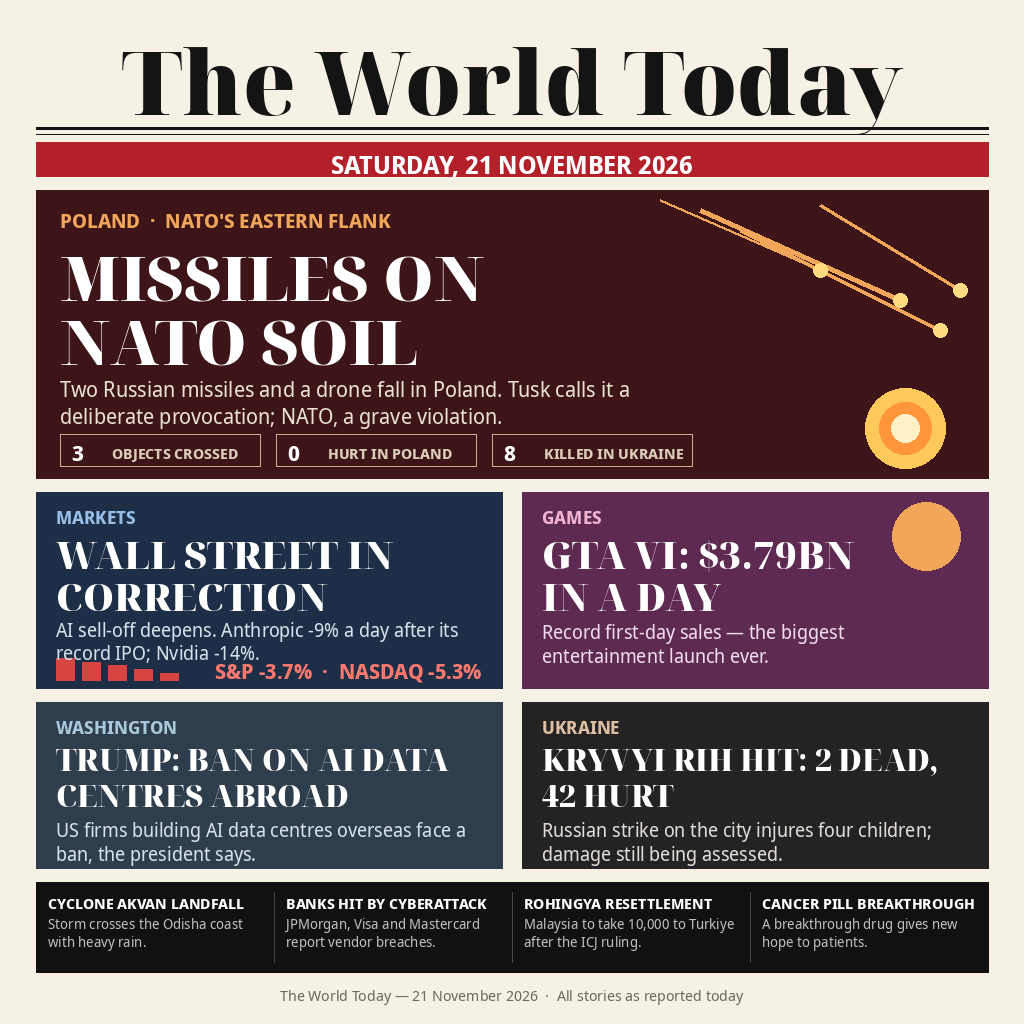 The World Today
SATURDAY, 21 NOVEMBER 2026
POLAND · NATO'S EASTERN FLANK
MISSILES ON
NATO SOIL
Two Russian missiles and a drone fall in Poland. Tusk calls it a
deliberate provocation; NATO, a grave violation.
3 OBJECTS CROSSED
0 HURT IN POLAND
8 KILLED IN UKRAINE
MARKETS
WALL STREET IN
CORRECTION
AI sell-off deepens. Anthropic -9% a day after its
record IPO; Nvidia -14%.
S&P -3.7% · NASDAQ -5.3%
GAMES
GTA VI: $3.79BN
IN A DAY
Record first-day sales — the biggest
entertainment launch ever.
WASHINGTON
TRUMP: BAN ON AI DATA
CENTRES ABROAD
US firms building AI data centres overseas face a
ban, the president says.
UKRAINE
KRYVYI RIH HIT: 2 DEAD,
42 HURT
Russian strike on the city injures four children;
damage still being assessed.
CYCLONE AKVAN LANDFALL
Storm crosses the Odisha coast
with heavy rain.
BANKS HIT BY CYBERATTACK
JPMorgan, Visa and Mastercard
report vendor breaches.
ROHINGYA RESETTLEMENT
Malaysia to take 10,000 to Turkiye
after the ICJ ruling.
CANCER PILL BREAKTHROUGH
A breakthrough drug gives new
hope to patients.
The World Today — 21 November 2026 · All stories as reported today